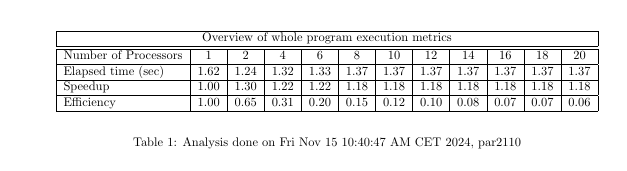 Overview of whole program execution metrics
Number of Processors 1 2 4 6 8 10 12 14 16 18 20
Elapsed time (sec) 1.62 1.24 1.32 1.33 1.37 1.37 1.37 1.37 1.37 1.37 1.37
Speedup 1.00 1.30 1.22 1.22 1.18 1.18 1.18 1.18 1.18 1.18 1.18
Efficiency 1.00 0.65 0.31 0.20 0.15 0.12 0.10 0.08 0.07 0.07 0.06
Table 1: Analysis done on Fri Nov 15 10:40:47 AM CET 2024, par2110